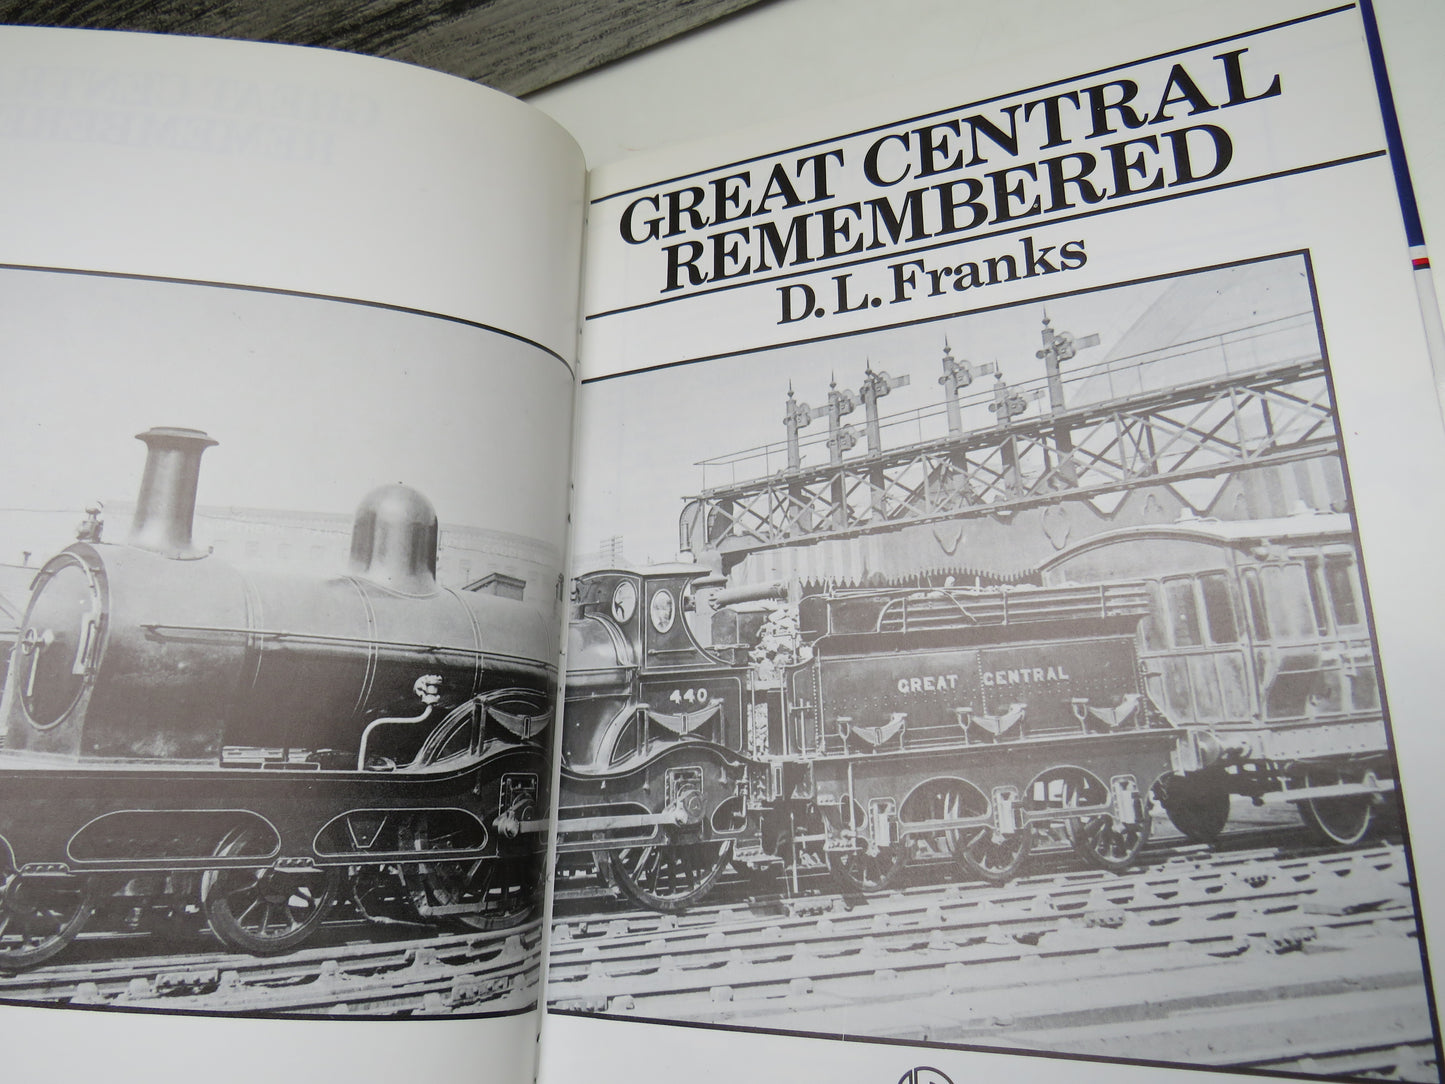 GREAT CENTRAL
REMEMBERED
D. L. Franks
440
GREAT CENTRAL